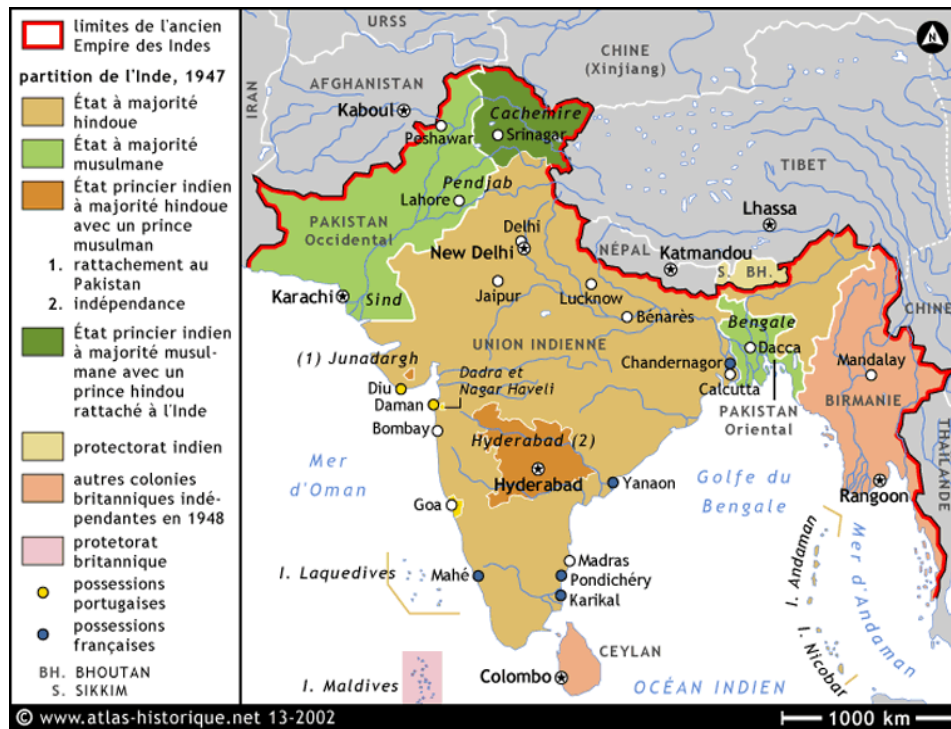 limites de l'ancien
Empire des Indes
partition de l'Inde, 1947
État à majorité
hindoue
État à majorité
musulmane
État princier indien
à majorité hindoue
avec un prince
musulman
1. rattachement au
Pakistan
2. indépendance
État princier indien
à majorité musul-
mane avec un
prince hindou
rattaché à l'Inde
protectorat indien
autres colonies
britanniques indé-
pendantes en 1948
protetorat
britannique
possessions
portugaises
possessions
françaises
BH. BHOUTAN
S. SIKKIM
URSS
CHINE
(Xinjiang)
N
IRAN
AFGHANISTAN
Kaboul
Peshawar
Cachemire
Srinagar
TIBET
Pendjab
Lahore
PAKISTAN
Occidental
Lhassa
Delhi
New Delhi
NÉPAL
Katmandou
S. BH.
Karachi
Sind
Jaipur
Lucknow
Bénarès
CHINE
Bengale
Dacca
UNION INDIENNE
Chandernagor
Calcutta
Mandalay
BIRMANIE
(1) Junadargh
Dadra et
Nagar Haveli
Diu
Daman
Bombay
PAKISTAN
Oriental
THAILANDE
Hyderabad (2)
Hyderabad
Mer
d'Oman
Yanaon
Golfe du
Bengale
Rangoon
Goa
I. Andaman
Mer d'Andaman
I. Laquedives
Mahé
Madras
Pondichéry
Karikal
I. Nicobar
CEYLAN
Colombo
I. Maldives
OCÉAN INDIEN
© www.atlas-historique.net 13-2002
1000 km